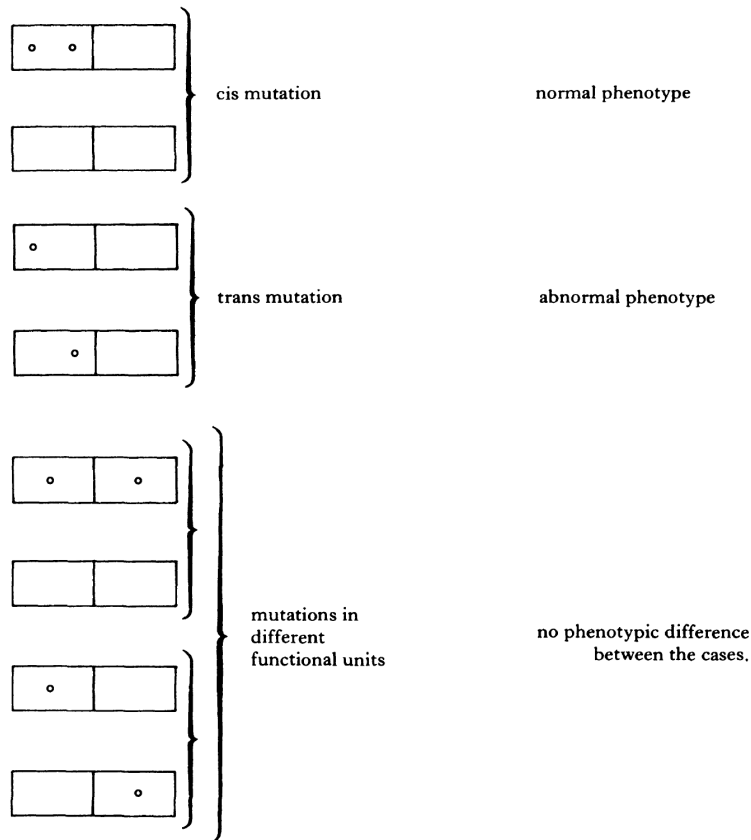 cis mutation
normal phenotype
trans mutation
abnormal phenotype
mutations in
different
functional units
no phenotypic difference
between the cases.